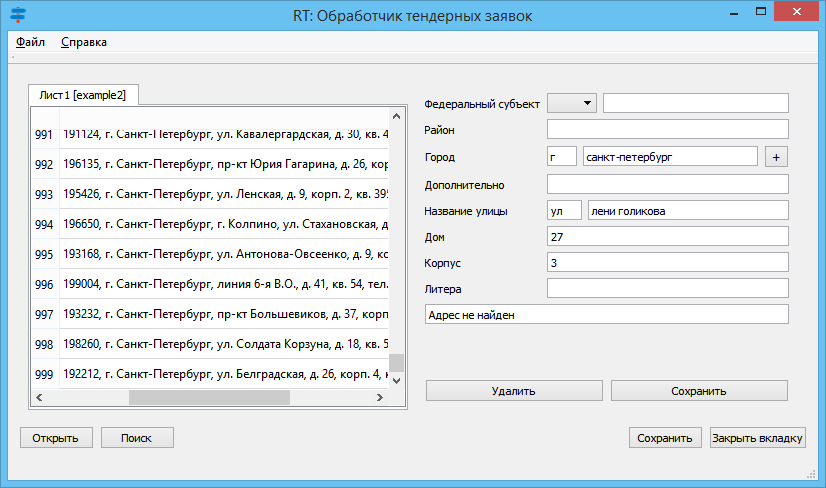 RT: Обработчик тендерных заявок
Файл Справка
Лист1 [example2]
991 191124, г. Санкт-Петербург, ул. Кавалергардская, д. 30, кв. 4
992 196135, г. Санкт-Петербург, пр-кт Юрия Гагарина, д. 26, кор
993 195426, г. Санкт-Петербург, ул. Ленская, д. 9, корп. 2, кв. 395
994 196650, г. Санкт-Петербург, г. Колпино, ул. Стахановская, д
995 193168, г. Санкт-Петербург, ул. Антонова-Овсеенко, д. 9, ко
996 199004, г. Санкт-Петербург, линия 6-я В.О., д. 41, кв. 54, тел.
997 193232, г. Санкт-Петербург, пр-кт Большевиков, д. 37, корп
998 198260, г. Санкт-Петербург, ул. Солдата Корзуна, д. 18, кв. 5
999 192212, г. Санкт-Петербург, ул. Белградская, д. 26, корп. 4, к
Федеральный субъект
Район
Город г санкт-петербург +
Дополнительно
Название улицы ул лени голикова
Дом 27
Корпус 3
Литера
Адрес не найден
Удалить Сохранить
Открыть Поиск Сохранить Закрыть вкладку